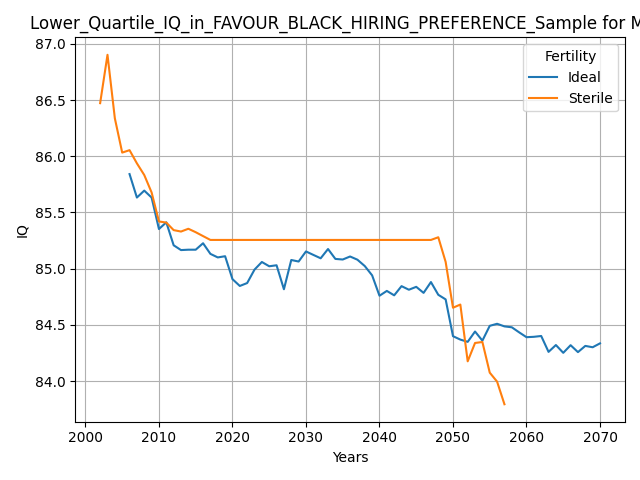 Lower_Quartile_IQ_in_FAVOUR_BLACK_HIRING_PREFERENCE_Sample for M
87.0
86.5
86.0
85.5
85.0
84.5
84.0
IQ
Fertility
Ideal
Sterile
2000 2010 2020 2030 2040 2050 2060 2070
Years